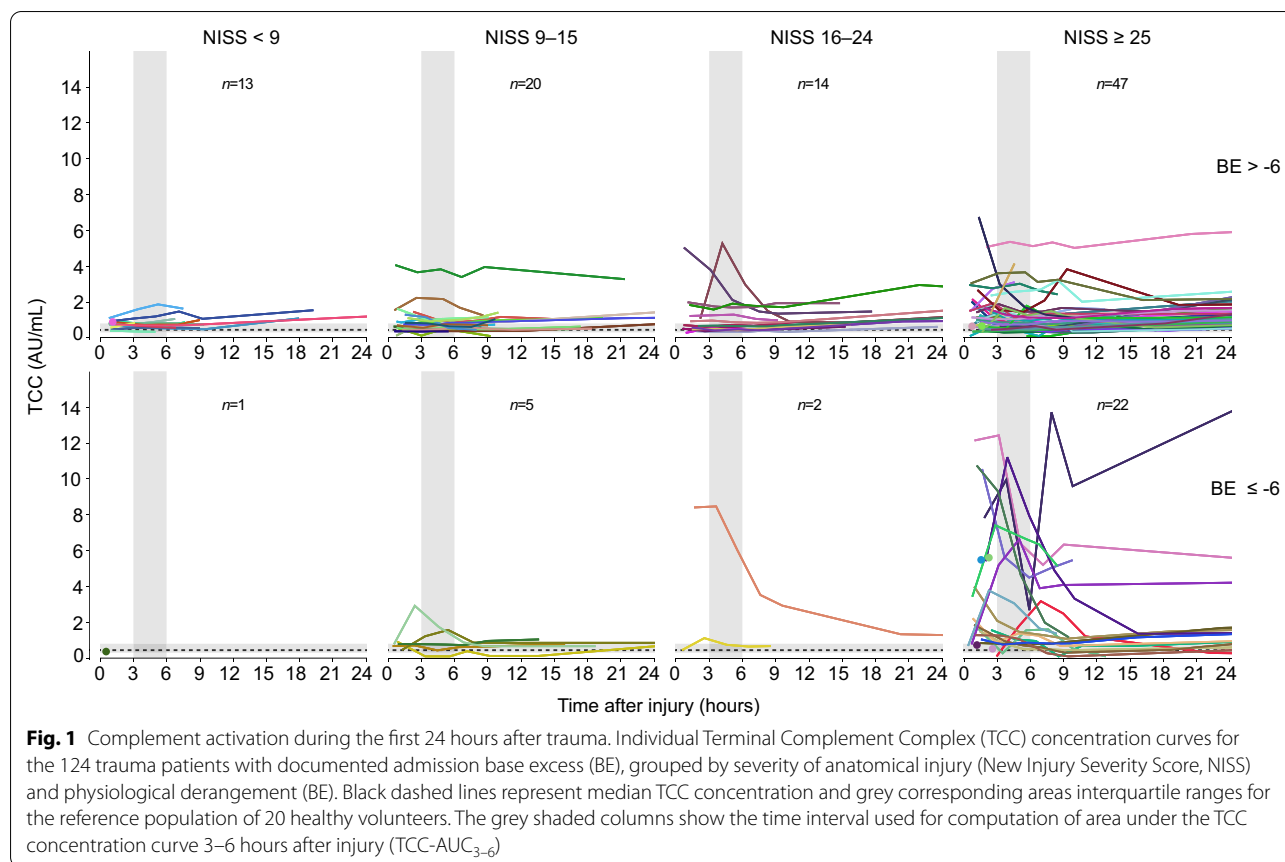 NISS < 9 NISS 9–15 NISS 16–24 NISS ≥ 25
n=13 n=20 n=14 n=47
14
12
10
8
6
4
2
0
BE > -6
0 3 6 9 12 15 18 21 24 0 3 6 9 12 15 18 21 24 0 3 6 9 12 15 18 21 24 0 3 6 9 12 15 18 21 24
TCC (AU/mL)
n=1 n=5 n=2 n=22
14
12
10
8
6
4
2
0
BE ≤ -6
0 3 6 9 12 15 18 21 24 0 3 6 9 12 15 18 21 24 0 3 6 9 12 15 18 21 24 0 3 6 9 12 15 18 21 24
Time after injury (hours)
Fig. 1 Complement activation during the first 24 hours after trauma. Individual Terminal Complement Complex (TCC) concentration curves for
the 124 trauma patients with documented admission base excess (BE), grouped by severity of anatomical injury (New Injury Severity Score, NISS)
and physiological derangement (BE). Black dashed lines represent median TCC concentration and grey corresponding areas interquartile ranges for
the reference population of 20 healthy volunteers. The grey shaded columns show the time interval used for computation of area under the TCC
concentration curve 3–6 hours after injury (TCC-AUC3–6)